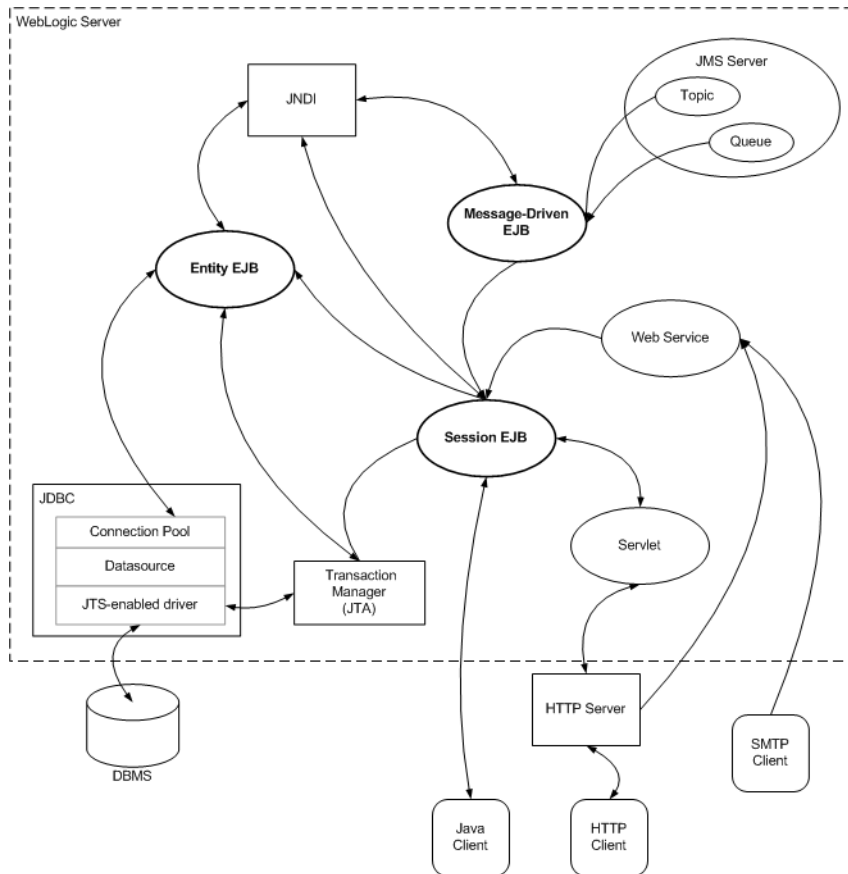 WebLogic Server
JMS Server
Topic
Queue
JNDI
Message-Driven
EJB
Entity EJB
Web Service
Session EJB
JDBC
Connection Pool
Datasource
JTS-enabled driver
Transaction
Manager
(JTA)
Servlet
HTTP Server
DBMS
SMTP
Client
Java
Client
HTTP
Client